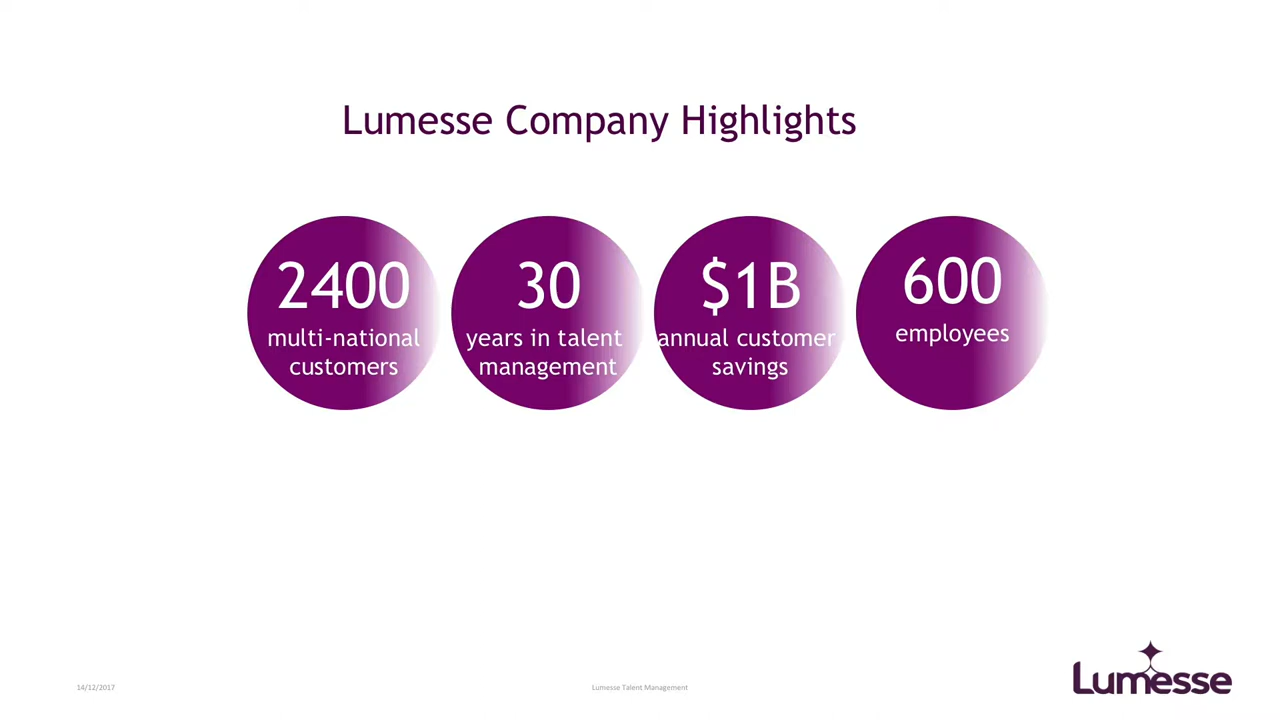 Lumesse Company Highlights
2400
multi-national
customers
30
years in talent
management
$1B
annual customer
savings
600
employees
14/12/2017
Lumesse Talent Management
Lumesse